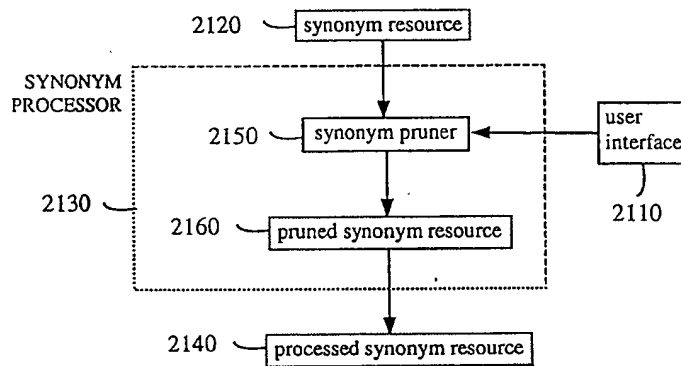 2120
synonym resource
SYNONYM
PROCESSOR
2150
synonym pruner
user
interface
2130
2110
2160
pruned synonym resource
2140
processed synonym resource